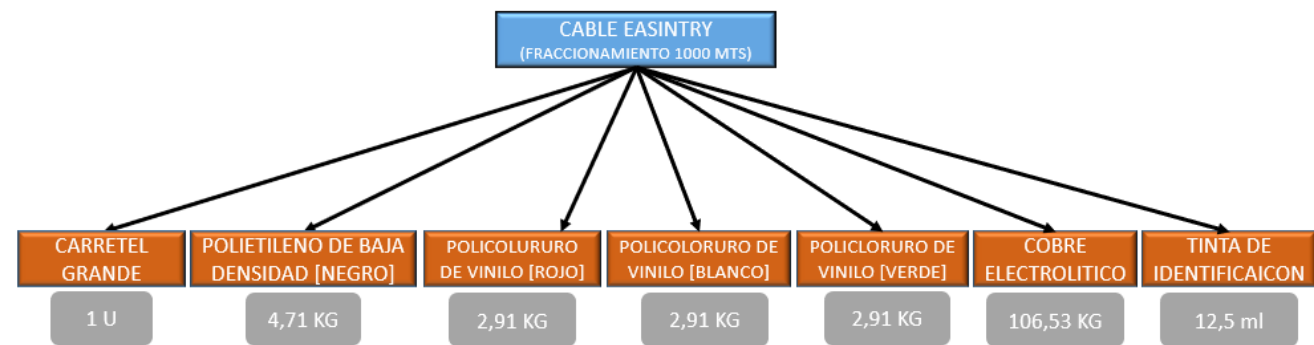 CABLE EASINTRY
(FRACCIONAMIENTO 1000 MTS)
CARRETEL
GRANDE
POLIETILENO DE BAJA
DENSIDAD [NEGRO]
POLICOLURURO
DE VINILO [ROJO]
POLICOLORURO DE
VINILO [BLANCO]
POLICLORURO DE
VINILO [VERDE]
COBRE
ELECTROLITICO
TINTA DE
IDENTIFICAICON
1 U
4,71 KG
2,91 KG
2,91 KG
2,91 KG
106,53 KG
12,5 ml